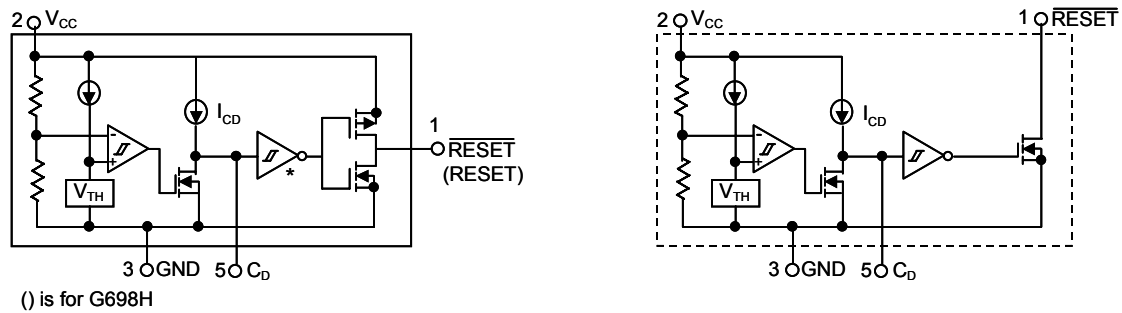 2 VCC
ICD
-
+
VTH
*
1
RESET
(RESET)
3 GND 5 CD
() is for G698H
2 VCC
1 RESET
ICD
-
+
VTH
3 GND 5 CD